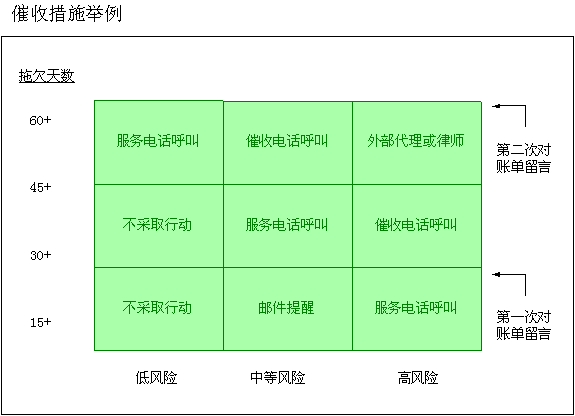 催收措施举例
拖欠天数
60+
服务电话呼叫
催收电话呼叫
外部代理或律师
第二次对
账单留言
45+
不采取行动
服务电话呼叫
催收电话呼叫
30+
不采取行动
邮件提醒
服务电话呼叫
第一次对
账单留言
15+
低风险
中等风险
高风险